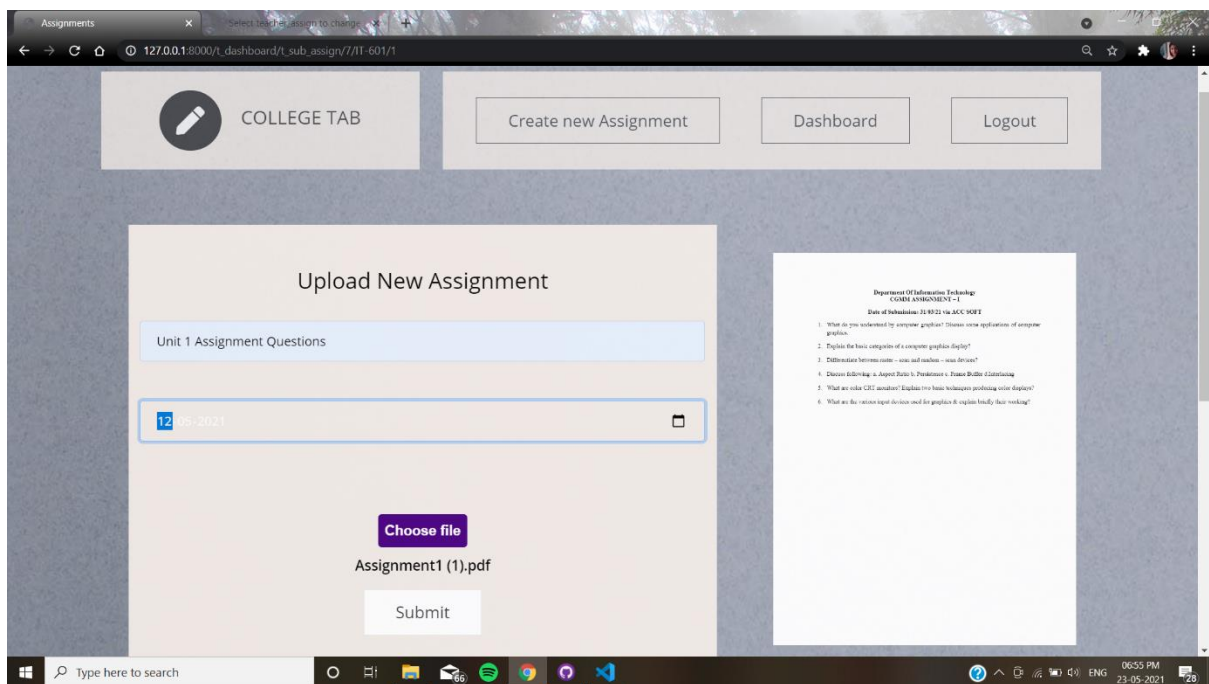 Assignments
Select teacher_assign to change
127.0.0.1:8000/t_dashboard/t_sub_assign/7/IT-601/1
COLLEGE TAB
Create new Assignment
Dashboard
Logout
Upload New Assignment
Unit 1 Assignment Questions
12-05-2021
Choose file
Assignment1 (1).pdf
Submit
Department Of Information Technology
CGMM ASSIGNMENT – I
Date of Submission: 31/03/21 via ACC SOFT
1. What do you understand by computer graphics? Discuss some applications of computer
graphics.
2. Explain the basic categories of a computer graphics display?
3. Differentiate between raster – scan and random – scan devices?
4. Discuss following: a. Aspect Ratio b. Persistence c. Frame Buffer d.Interlacing
5. What are color CRT monitors? Explain two basic techniques producing color displays?
6. What are the various input devices used for graphics & explain briefly their working?
Type here to search
66
ENG
06:55 PM
23-05-2021
28